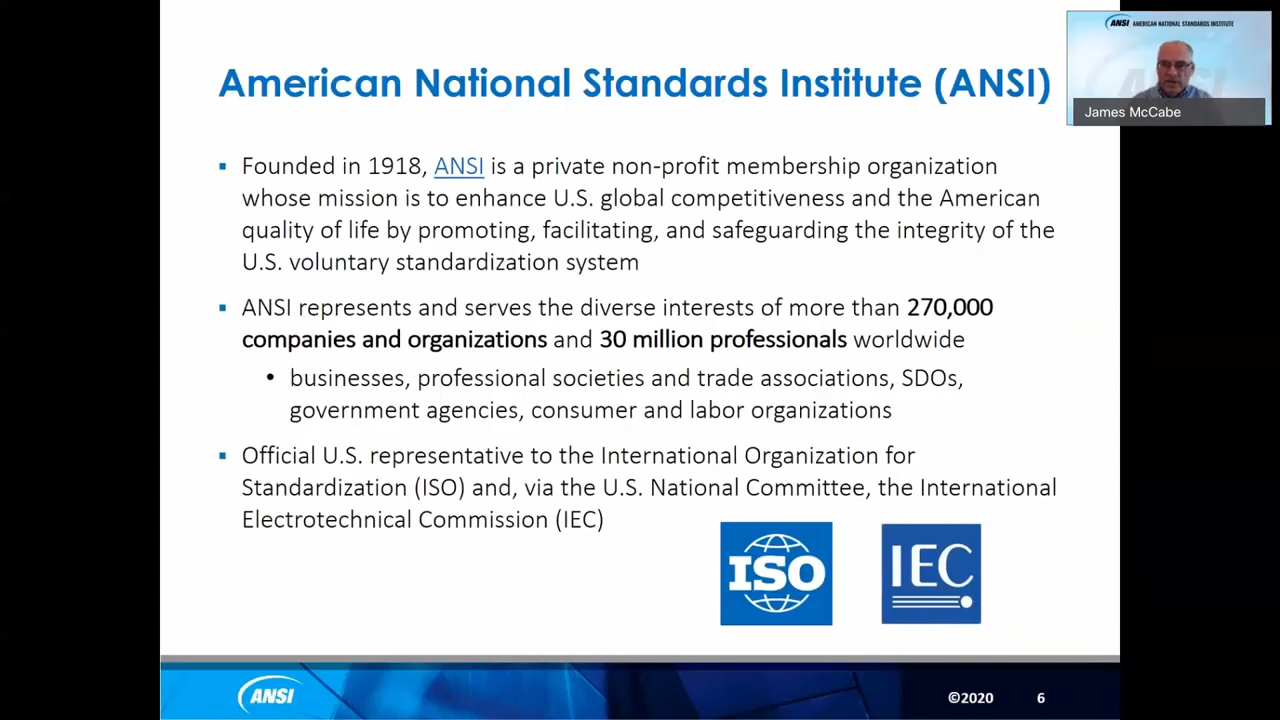 American National Standards Institute (ANSI)
ANSI AMERICAN NATIONAL STANDARDS INSTITUTE
James McCabe
▪ Founded in 1918, ANSI is a private non-profit membership organization
whose mission is to enhance U.S. global competitiveness and the American
quality of life by promoting, facilitating, and safeguarding the integrity of the
U.S. voluntary standardization system
▪ ANSI represents and serves the diverse interests of more than 270,000
companies and organizations and 30 million professionals worldwide
• businesses, professional societies and trade associations, SDOs,
government agencies, consumer and labor organizations
▪ Official U.S. representative to the International Organization for
Standardization (ISO) and, via the U.S. National Committee, the International
Electrotechnical Commission (IEC)
ISO
IEC
ANSI
©2020 6